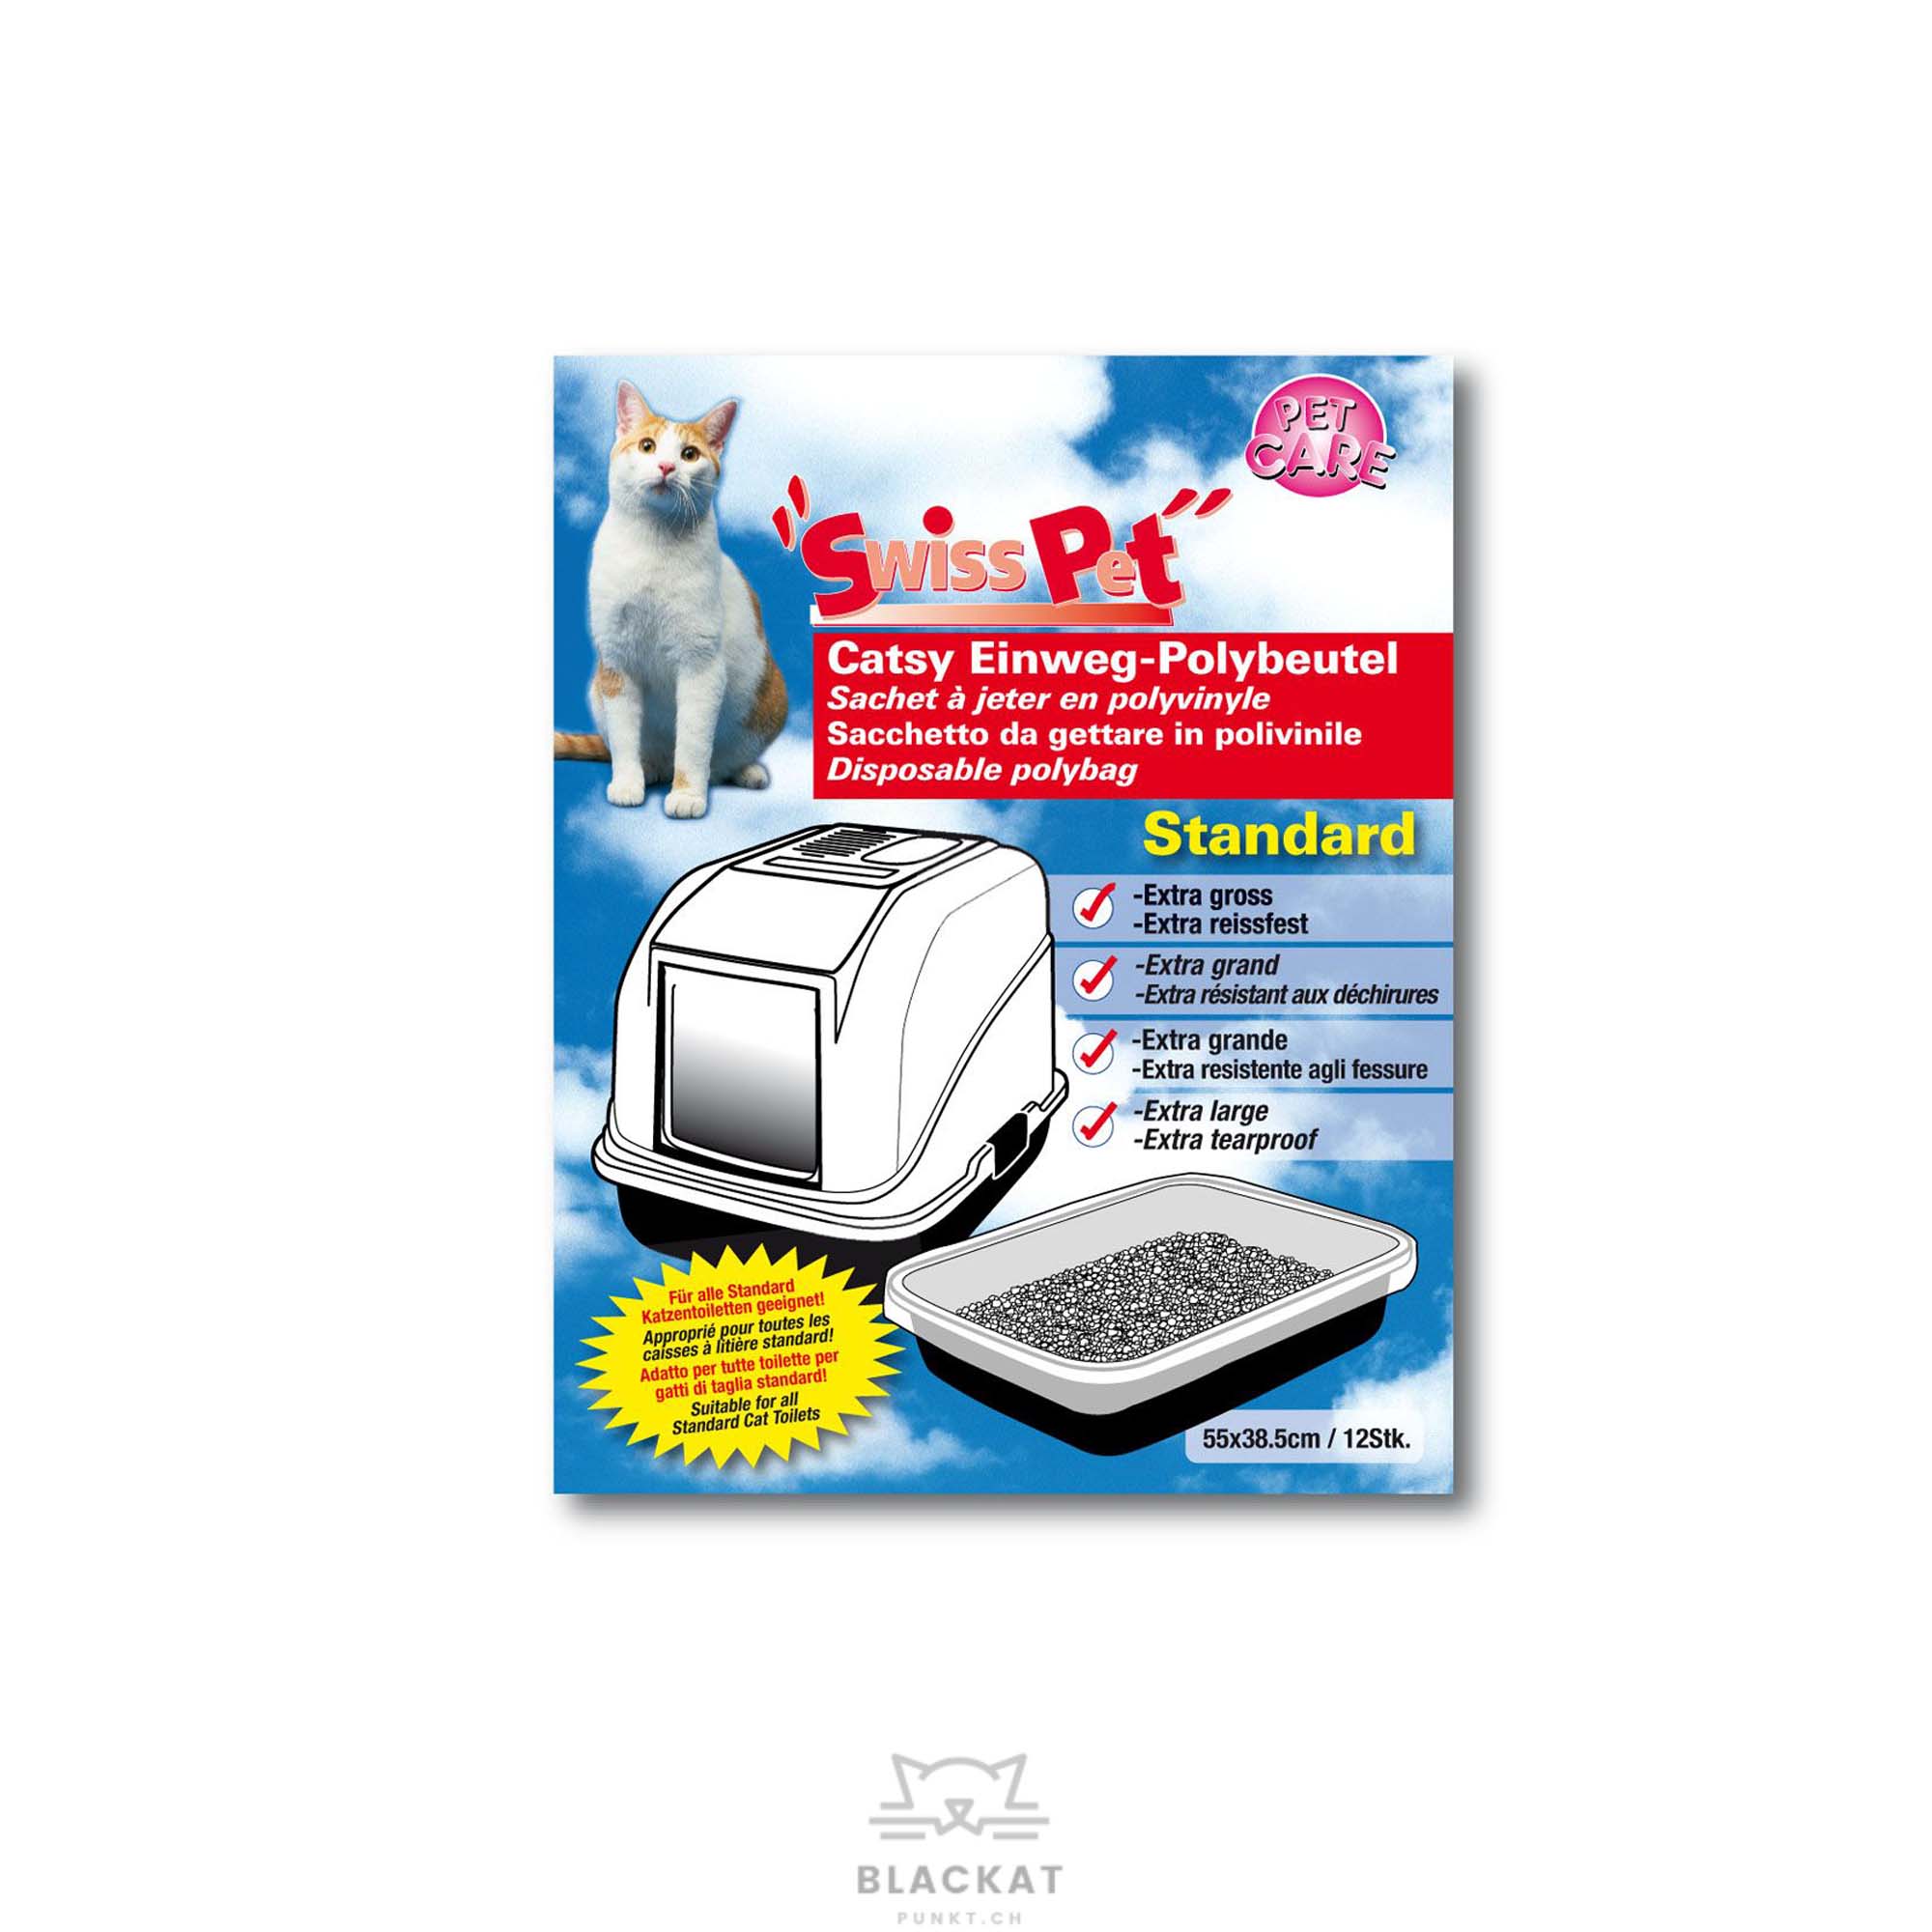 PET
CARE
"Swiss Pet"
Catsy Einweg-Polybeutel
Sachet à jeter en polyvinyle
Sacchetto da gettare in polivinile
Disposable polybag
Standard
-Extra gross
-Extra reissfest
-Extra grand
-Extra résistant aux déchirures
-Extra grande
-Extra resistente agli fessure
-Extra large
-Extra tearproof
Für alle Standard
Katzentoiletten geeignet!
Approprié pour toutes les
caisses à litière standard!
Adatto per tutte toilette per
gatti di taglia standard!
Suitable for all
Standard Cat Toilets
55x38.5cm / 12Stk.
BLACKAT
PUNKT.CH